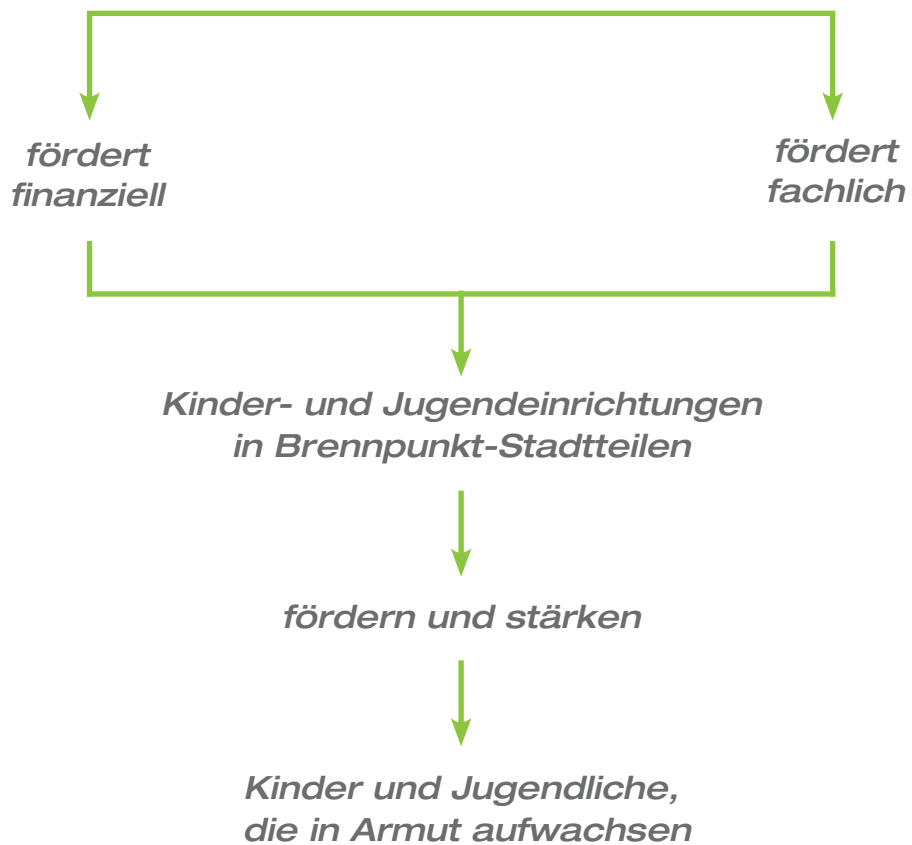 fördert
finanziell
fördert
fachlich
Kinder- und Jugendeinrichtungen
in Brennpunkt-Stadtteilen
fördern und stärken
Kinder und Jugendliche,
die in Armut aufwachsen